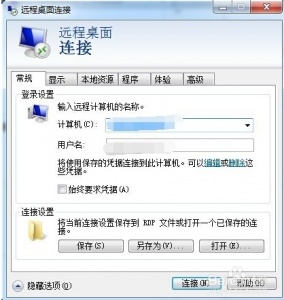 远程桌面连接
远程桌面
连接
常规 显示 本地资源 程序 体验 高级
登录设置
输入远程计算机的名称。
计算机(C):
用户名:
将使用保存的凭据连接到此计算机。可以编辑或删除这
些凭据。
始终要求凭据(A)
连接设置
将当前连接设置保存到 RDP 文件或打开一个已保存的连
接。
保存(S) 另存为(V)... 打开(E)...
隐藏选项(O) 连接(N) 帮助(H)